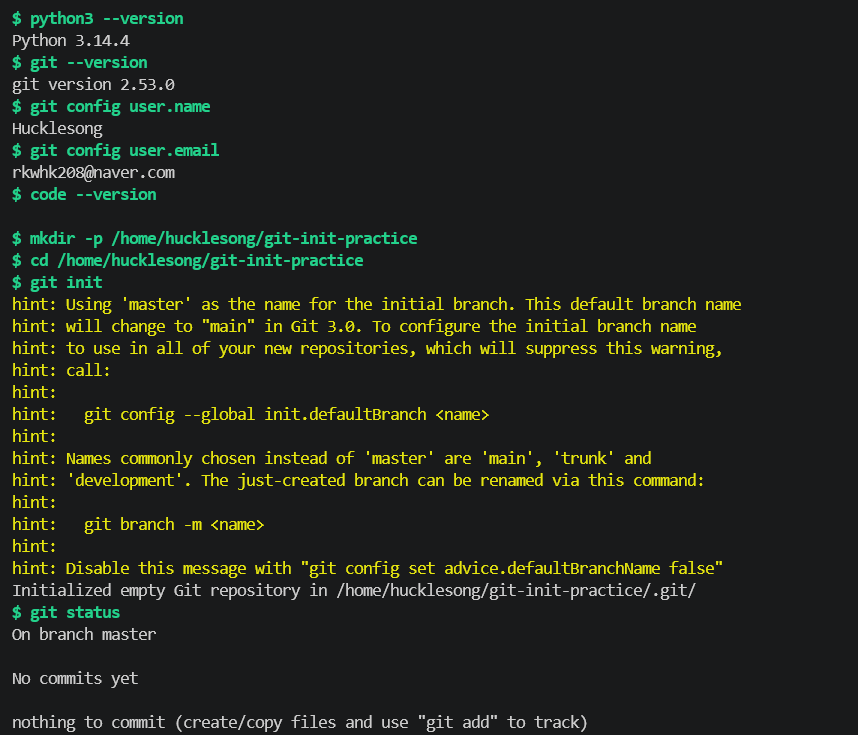 $ python3 --version
Python 3.14.4
$ git --version
git version 2.53.0
$ git config user.name
Hucklesong
$ git config user.email
rkwhk208@naver.com
$ code --version
$ mkdir -p /home/hucklesong/git-init-practice
$ cd /home/hucklesong/git-init-practice
$ git init
hint: Using 'master' as the name for the initial branch. This default branch name
hint: will change to "main" in Git 3.0. To configure the initial branch name
hint: to use in all of your new repositories, which will suppress this warning,
hint: call:
hint:
hint:   git config --global init.defaultBranch <name>
hint:
hint: Names commonly chosen instead of 'master' are 'main', 'trunk' and
hint: 'development'. The just-created branch can be renamed via this command:
hint:
hint:   git branch -m <name>
hint:
hint: Disable this message with "git config set advice.defaultBranchName false"
Initialized empty Git repository in /home/hucklesong/git-init-practice/.git/
$ git status
On branch master
No commits yet
nothing to commit (create/copy files and use "git add" to track)